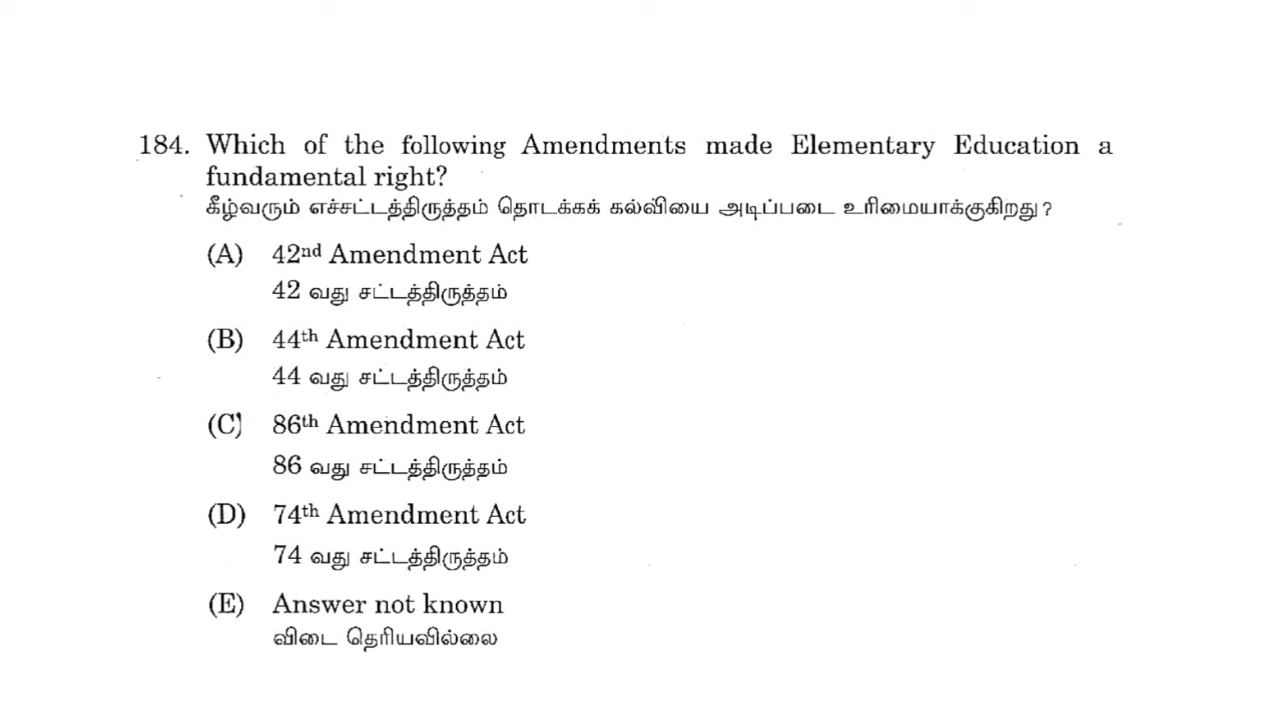 184. Which of the following Amendments made Elementary Education a
fundamental right?
கீழ்வரும் எச்சட்டத்திருத்தம் தொடக்கக் கல்வியை அடிப்படை உரிமையாக்குகிறது?
(A) 42nd Amendment Act
42 வது சட்டத்திருத்தம்
(B) 44th Amendment Act
44 வது சட்டத்திருத்தம்
(C) 86th Amendment Act
86 வது சட்டத்திருத்தம்
(D) 74th Amendment Act
74 வது சட்டத்திருத்தம்
(E) Answer not known
விடை தெரியவில்லை